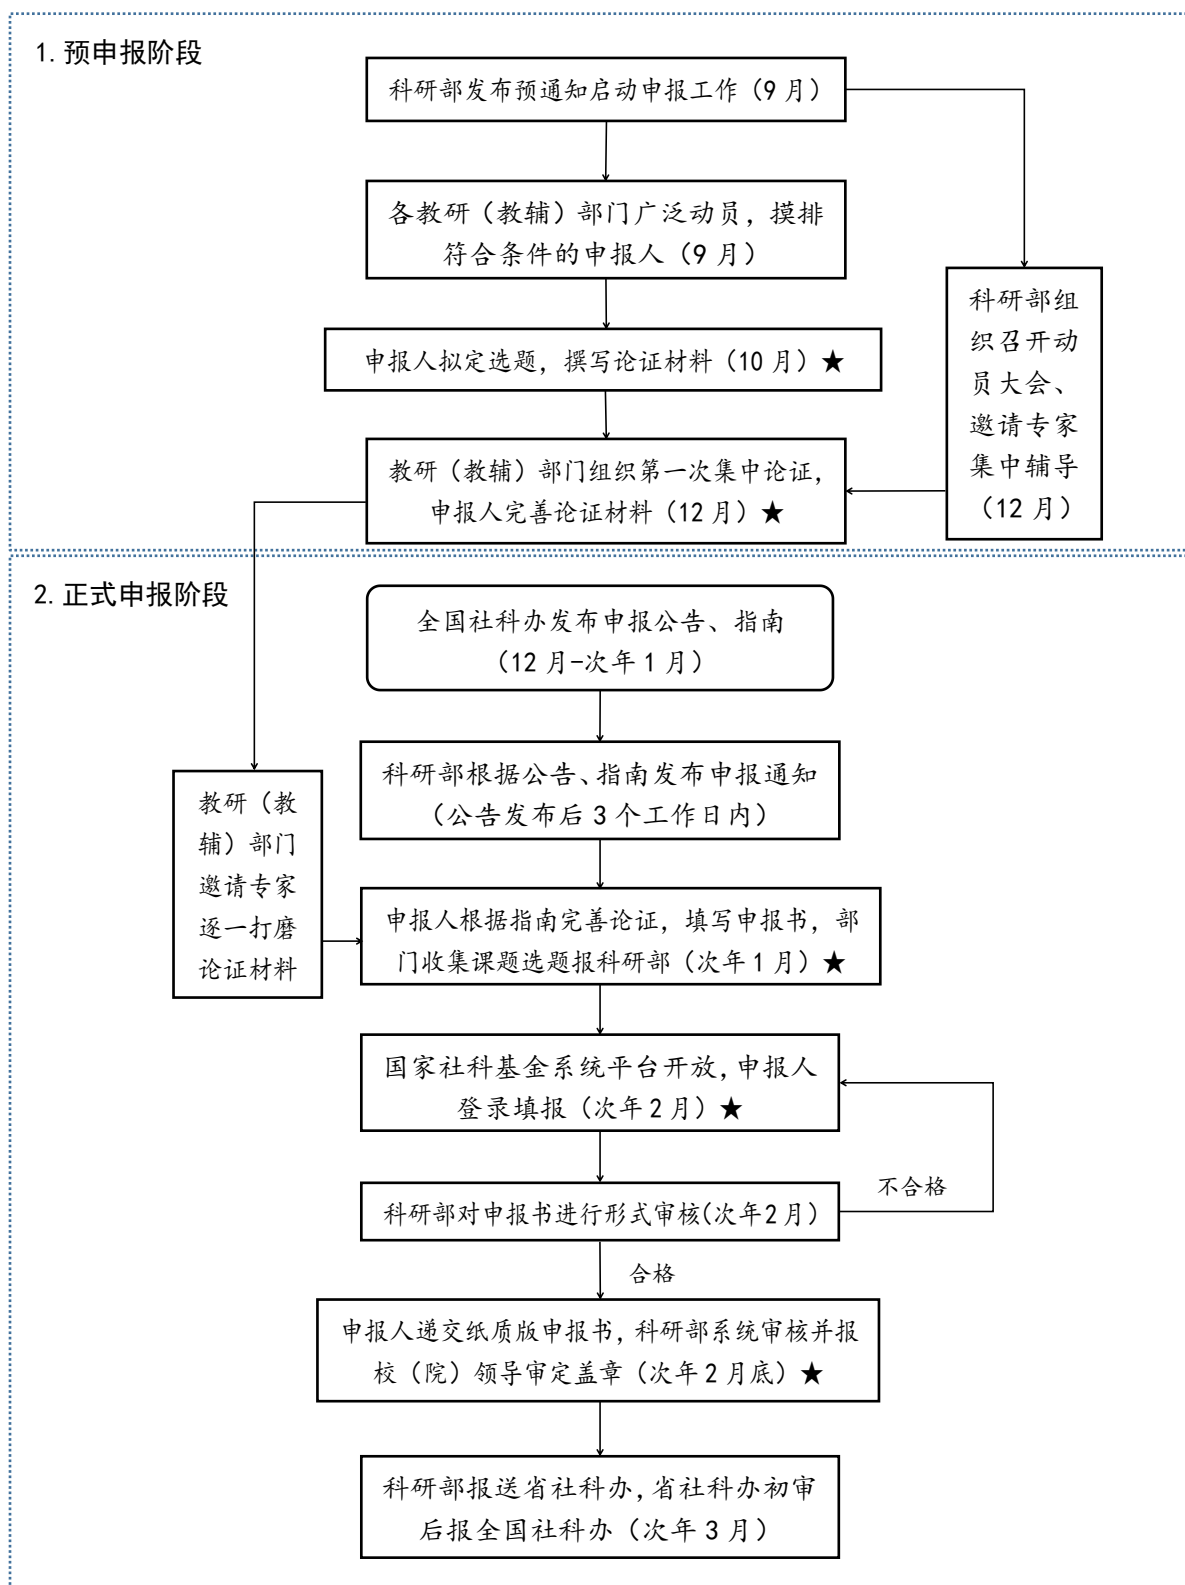 1.预申报阶段
科研部发布预通知启动申报工作（9月）
各教研（教辅）部门广泛动员，摸排
符合条件的申报人（9月）
申报人拟定选题，撰写论证材料（10月）★
教研（教辅）部门组织第一次集中论证，
申报人完善论证材料（12月）★
科研部组
织召开动
员大会、
邀请专家
集中辅导
（12月）
2.正式申报阶段
全国社科办发布申报公告、指南
（12月-次年1月）
科研部根据公告、指南发布申报通知
（公告发布后3个工作日内）
教研（教
辅）部门
邀请专家
逐一打磨
论证材料
申报人根据指南完善论证，填写申报书，部
门收集课题选题报科研部（次年1月）★
国家社科基金系统平台开放，申报人
登录填报（次年2月）★
科研部对申报书进行形式审核(次年2月)
不合格
合格
申报人递交纸质版申报书，科研部系统审核并报
校（院）领导审定盖章（次年2月底）★
科研部报送省社科办，省社科办初审
后报全国社科办（次年3月）